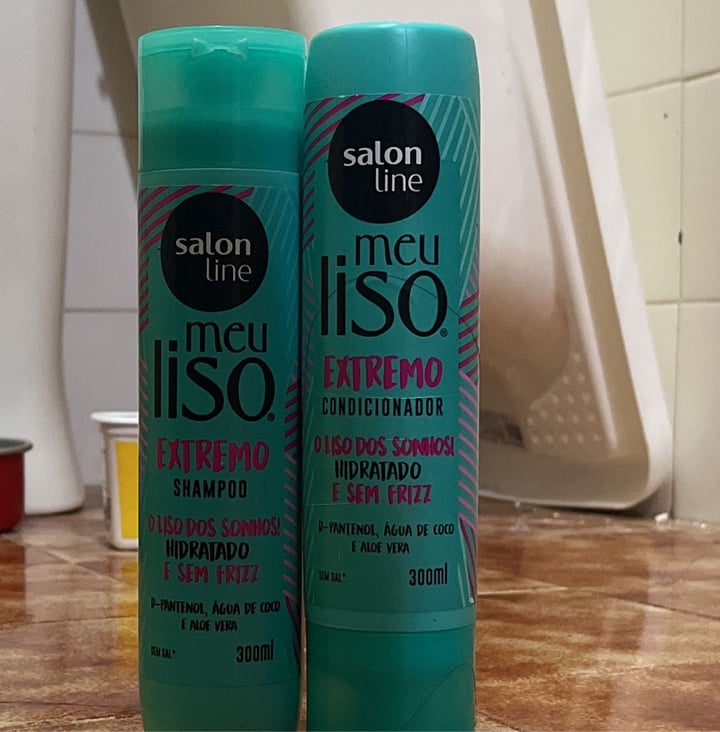 salon
line
meu
liso®
EXTREMO
SHAMPOO
O LISO DOS SONHOS!
HIDRATADO
E SEM FRIZZ
D-PANTENOL, ÁGUA DE COCO
E ALOE VERA
SEM SAL*
300ml
salon
line
meu
liso®
EXTREMO
CONDICIONADOR
O LISO DOS SONHOS!
HIDRATADO
E SEM FRIZZ
D-PANTENOL, ÁGUA DE COCO
E ALOE VERA
SEM SAL*
300ml